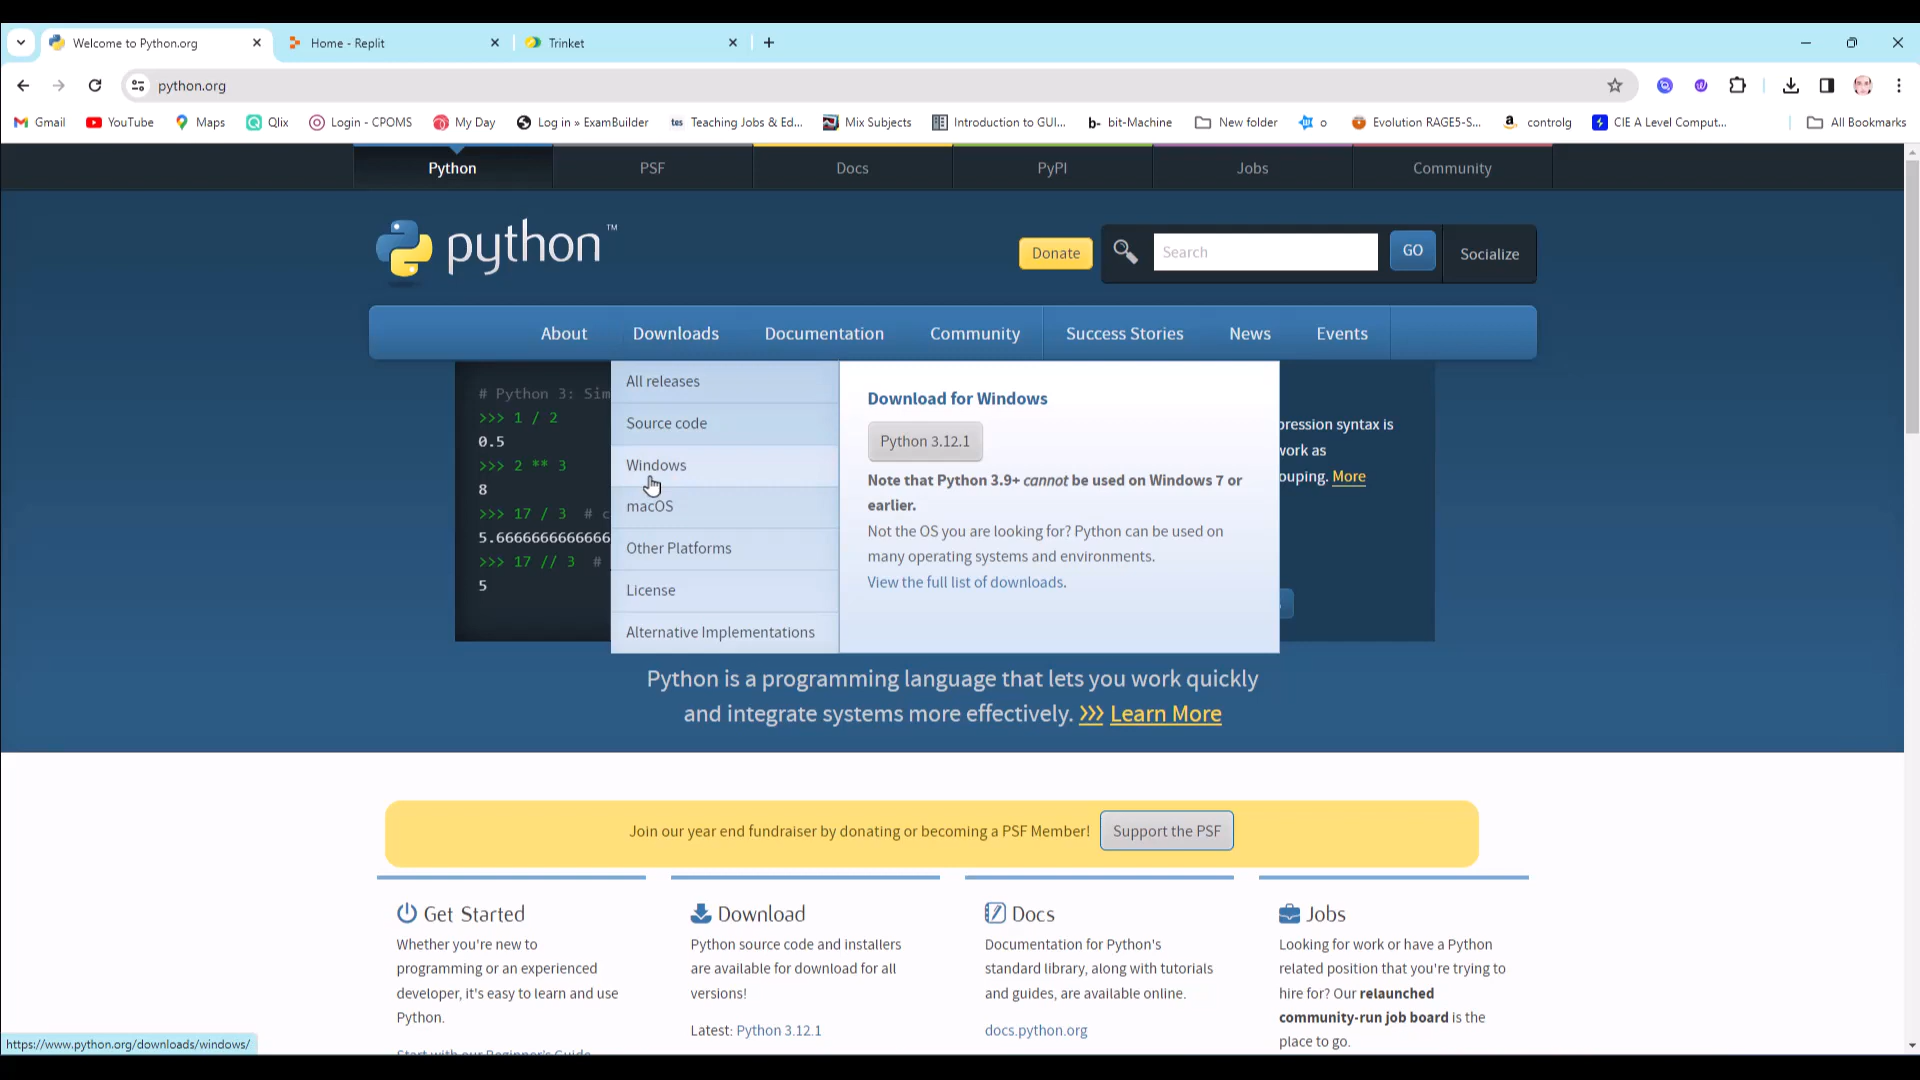 Welcome to Python.org
Home - Replit
Trinket
python.org
Gmail
YouTube
Maps
Qlix
Login - CPOMS
My Day
Log in » ExamBuilder
tes Teaching Jobs & Ed...
Mix Subjects
Introduction to GUI...
b- bit-Machine
New folder
o
Evolution RAGE5-S...
controlg
CIE A Level Comput...
All Bookmarks
Python
PSF
Docs
PyPI
Jobs
Community
python™
Donate
Search
GO
Socialize
About
Downloads
Documentation
Community
Success Stories
News
Events
# Python 3: Sim
>>> 1 / 2
0.5
>>> 2 ** 3
8
>>> 17 / 3 # c
5.6666666666666
>>> 17 // 3 #
5
All releases
Source code
Windows
macOS
Other Platforms
License
Alternative Implementations
Download for Windows
Python 3.12.1
Note that Python 3.9+ cannot be used on Windows 7 or
earlier.
Not the OS you are looking for? Python can be used on
many operating systems and environments.
View the full list of downloads.
pression syntax is
work as
ouping. More
Python is a programming language that lets you work quickly
and integrate systems more effectively. >>> Learn More
Join our year end fundraiser by donating or becoming a PSF Member!
Support the PSF
Get Started
Whether you're new to
programming or an experienced
developer, it's easy to learn and use
Python.
Start with our Beginner's Guide
Download
Python source code and installers
are available for download for all
versions!
Latest: Python 3.12.1
Docs
Documentation for Python's
standard library, along with tutorials
and guides, are available online.
docs.python.org
Jobs
Looking for work or have a Python
related position that you're trying to
hire for? Our relaunched
community-run job board is the
place to go.
https://www.python.org/downloads/windows/